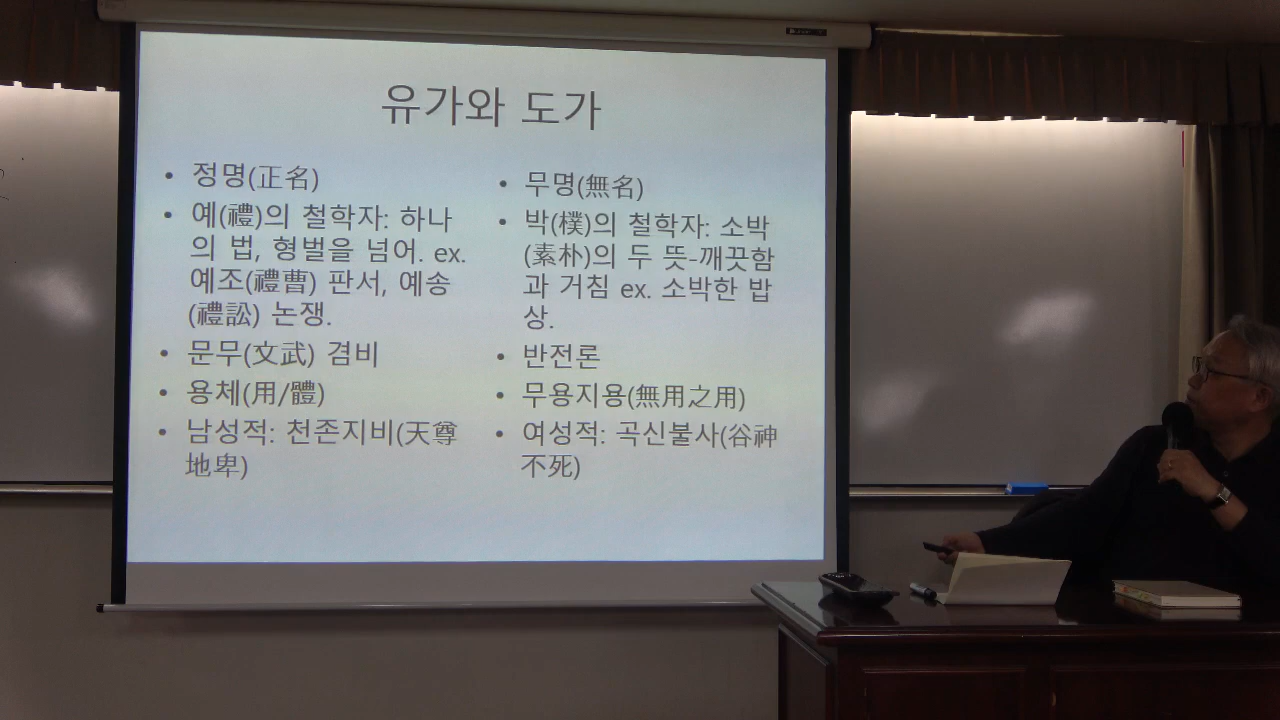 유가와 도가
• 정명(正名)
• 예(禮)의 철학자: 하나
의 법, 형벌을 넘어. ex.
예조(禮曹) 판서, 예송
(禮訟) 논쟁.
• 문무(文武) 겸비
• 용체(用/體)
• 남성적: 천존지비(天尊
地卑)
• 무명(無名)
• 박(樸)의 철학자: 소박
(素朴)의 두 뜻-깨끗함
과 거침 ex. 소박한 밥
상.
• 반전론
• 무용지용(無用之用)
• 여성적: 곡신불사(谷神
不死)